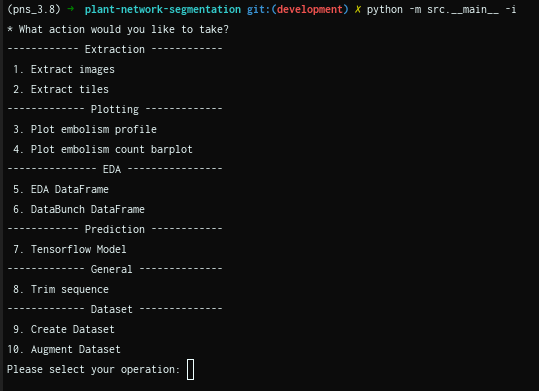 (pns_3.8) → plant-network-segmentation git:(development) ✗ python -m src.__main__ -i
* What action would you like to take?
------------ Extraction ------------
 1. Extract images
 2. Extract tiles
------------- Plotting -------------
 3. Plot embolism profile
 4. Plot embolism count barplot
--------------- EDA ----------------
 5. EDA DataFrame
 6. DataBunch DataFrame
------------ Prediction ------------
 7. Tensorflow Model
------------- General --------------
 8. Trim sequence
------------- Dataset --------------
 9. Create Dataset
10. Augment Dataset
Please select your operation: